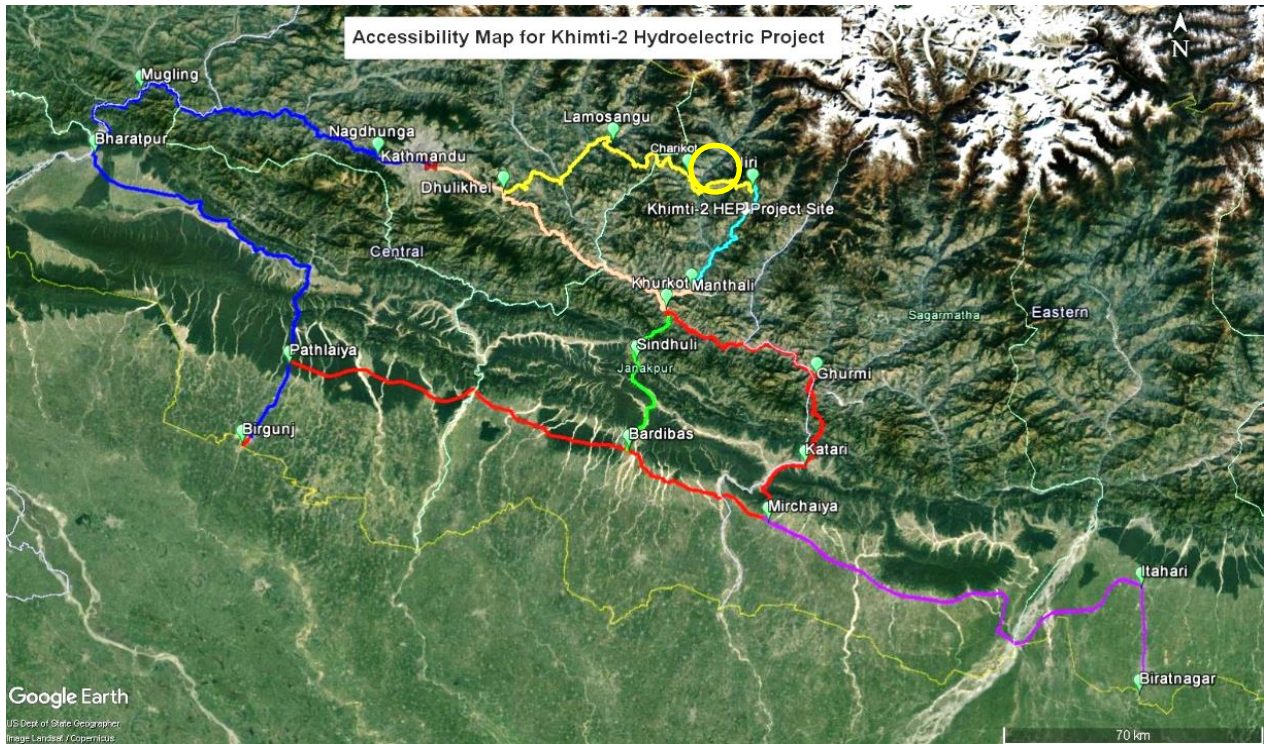 Accessibility Map for Khimti-2 Hydroelectric Project
N
Mugling
Lamosangu
Nagdhunga
Bharatpur
Charikot
Kathmandu
Jiri
Dhulikhel
Khimti-2 HEP Project Site
Central
Khurkot
Manthali
Sagarmatha
Eastern
Sindhuli
Pathlaiya
Janakpur
Ghurmi
Birgunj
Bardibas
Katari
Mirchaiya
Itahari
Biratnagar
Google Earth
US Dept of State Geographer
Image Landsat / Copernicus
70 km